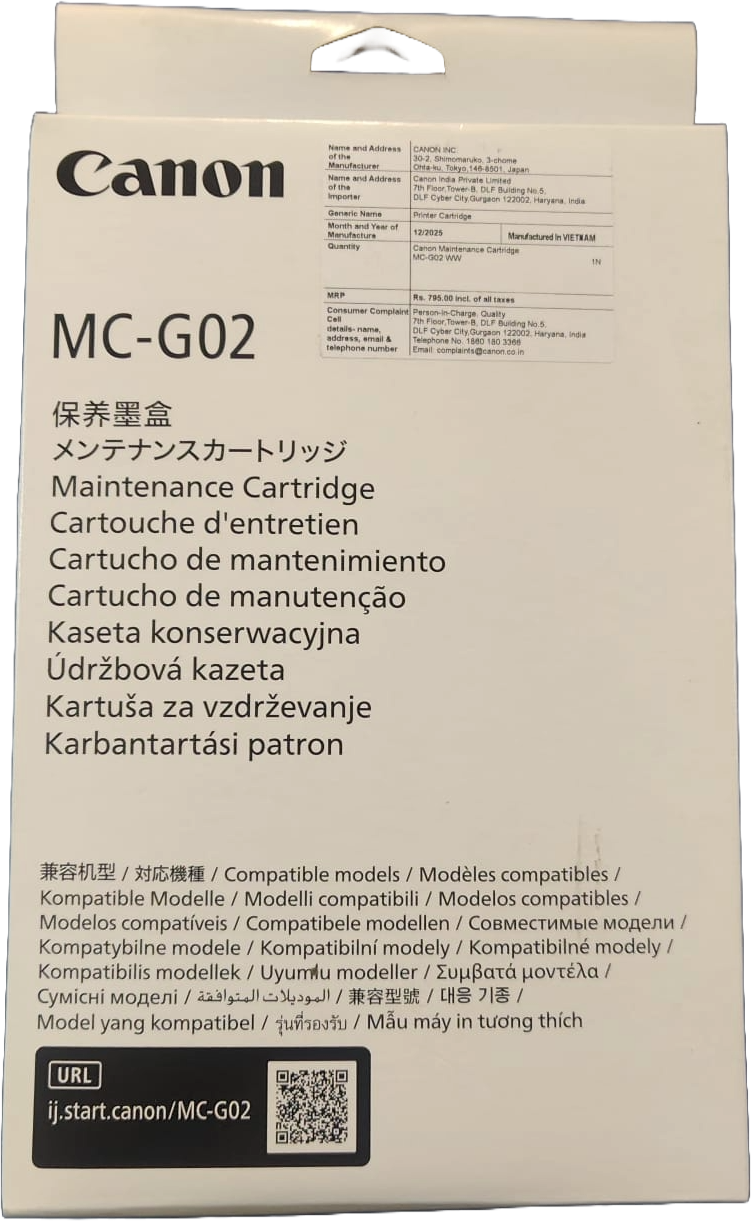 Canon
Name and Address of the Manufacturer
CANON INC.
30-2, Shimomaruko, 3-chome
Ohta-ku, Tokyo,146-8501, Japan
Name and Address of the Importer
Canon India Private Limited
7th Floor,Tower-B, DLF Building No.5,
DLF Cyber City,Gurgaon 122002, Haryana, India
Generic Name Printer Cartridge
Month and Year of Manufacture 12/2025 Manufactured in VIETNAM
Quantity Canon Maintenance Cartridge
MC-G02 WW 1N
MRP Rs. 795.00 incl. of all taxes
Consumer Complaint Cell details- name, address, email & telephone number
Person-in-Charge, Quality
7th Floor,Tower-B, DLF Building No.5,
DLF Cyber City,Gurgaon 122002, Haryana, India
Telephone No. 1860 180 3366
Email: complaints@canon.co.in
MC-G02
保养墨盒
メンテナンスカートリッジ
Maintenance Cartridge
Cartouche d'entretien
Cartucho de mantenimiento
Cartucho de manutenção
Kaseta konserwacyjna
Údržbová kazeta
Kartuša za vzdrževanje
Karbantartási patron
兼容机型 / 対応機種 / Compatible models / Modèles compatibles /
Kompatible Modelle / Modelli compatibili / Modelos compatibles /
Modelos compatíveis / Compatibele modellen / Совместимые модели /
Kompatybilne modele / Kompatibilní modely / Kompatibilné modely /
Kompatibilis modellek / Uyumlu modeller / Συμβατά μοντέλα /
Сумісні моделі / الموديلات المتوافقة / 兼容型號 / 대응 기종 /
Model yang kompatibel / รุ่นที่รองรับ / Mẫu máy in tương thích
URL
ij.start.canon/MC-G02